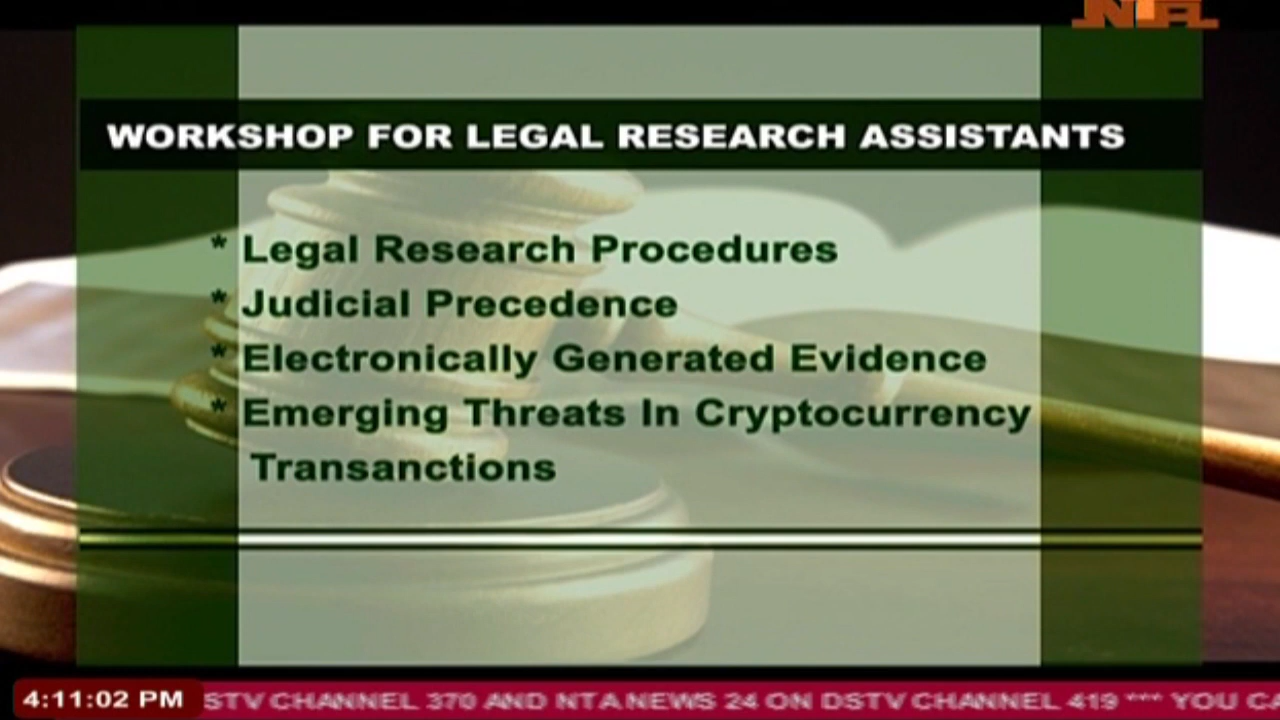 NTA
WORKSHOP FOR LEGAL RESEARCH ASSISTANTS
* Legal Research Procedures
* Judicial Precedence
* Electronically Generated Evidence
* Emerging Threats In Cryptocurrency
Transanctions
4:11:02 PM
STV CHANNEL 370 AND NTA NEWS 24 ON DSTV CHANNEL 419 *** YOU CA